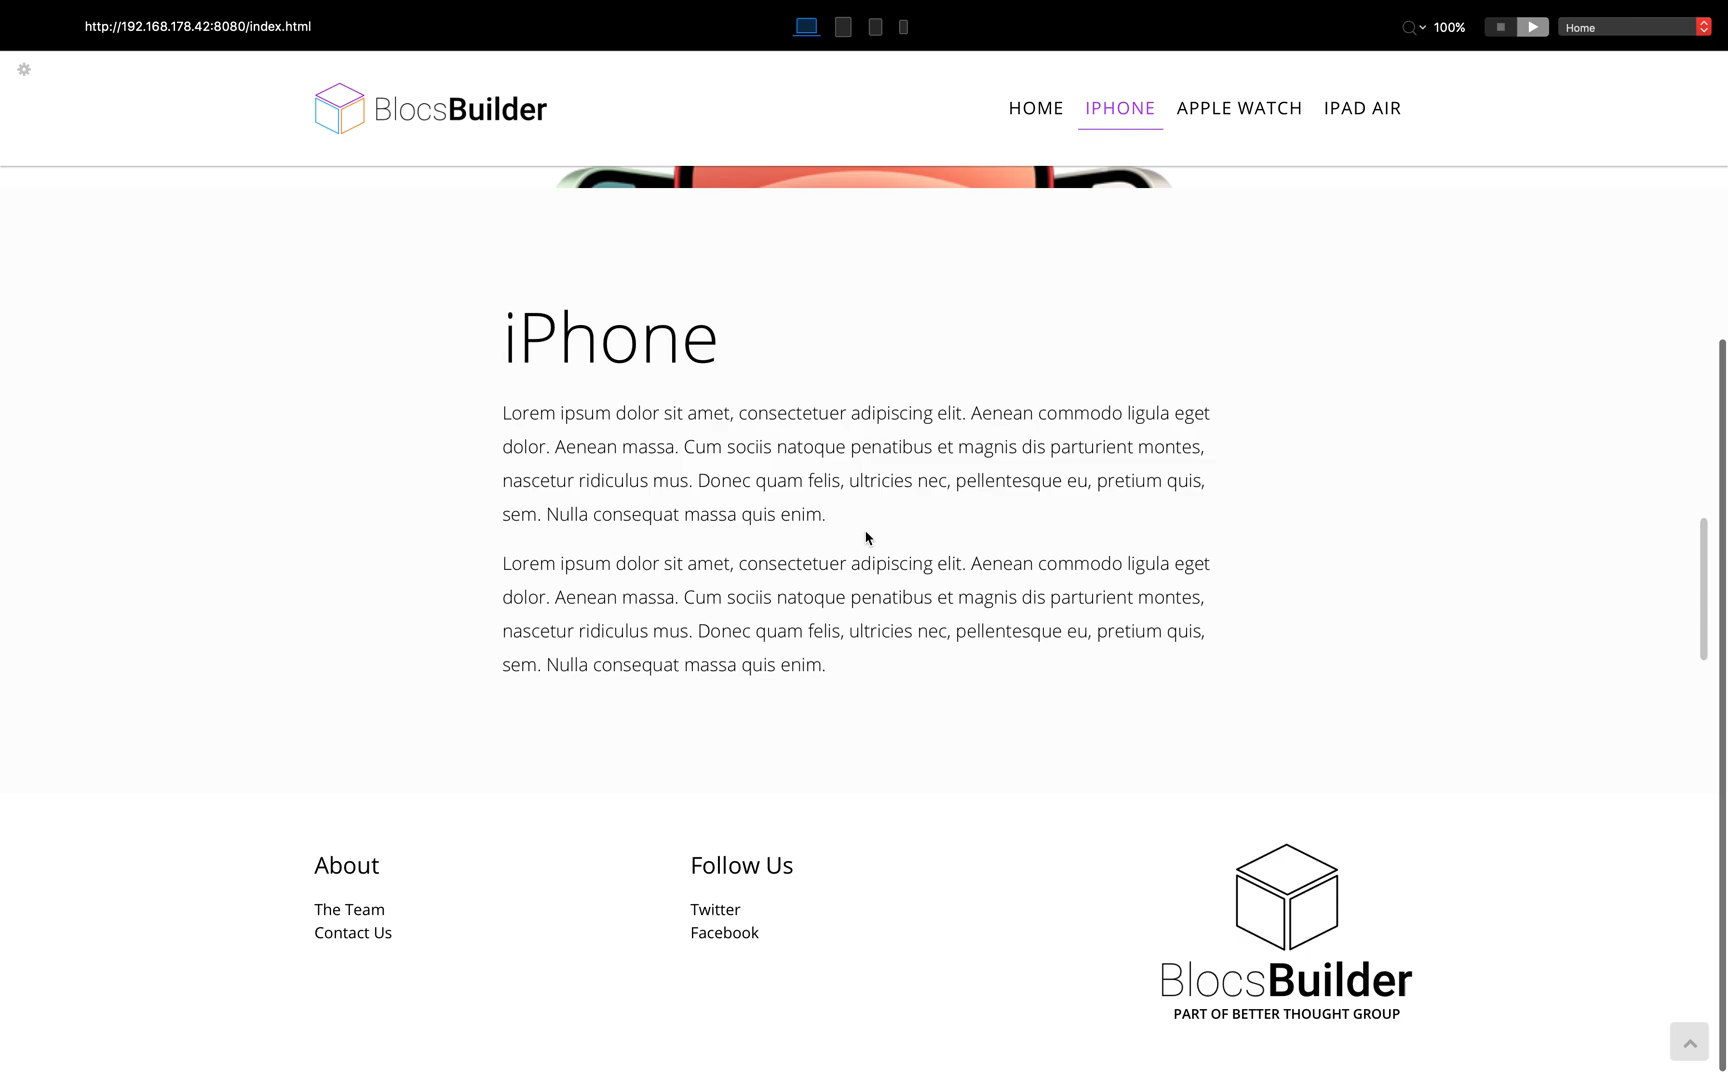 http://192.168.178.42:8080/index.html
100%
Home
BlocsBuilder
HOME IPHONE APPLE WATCH IPAD AIR
iPhone
Lorem ipsum dolor sit amet, consectetuer adipiscing elit. Aenean commodo ligula eget
dolor. Aenean massa. Cum sociis natoque penatibus et magnis dis parturient montes,
nascetur ridiculus mus. Donec quam felis, ultricies nec, pellentesque eu, pretium quis,
sem. Nulla consequat massa quis enim.
Lorem ipsum dolor sit amet, consectetuer adipiscing elit. Aenean commodo ligula eget
dolor. Aenean massa. Cum sociis natoque penatibus et magnis dis parturient montes,
nascetur ridiculus mus. Donec quam felis, ultricies nec, pellentesque eu, pretium quis,
sem. Nulla consequat massa quis enim.
About
The Team
Contact Us
Follow Us
Twitter
Facebook
BlocsBuilder
PART OF BETTER THOUGHT GROUP